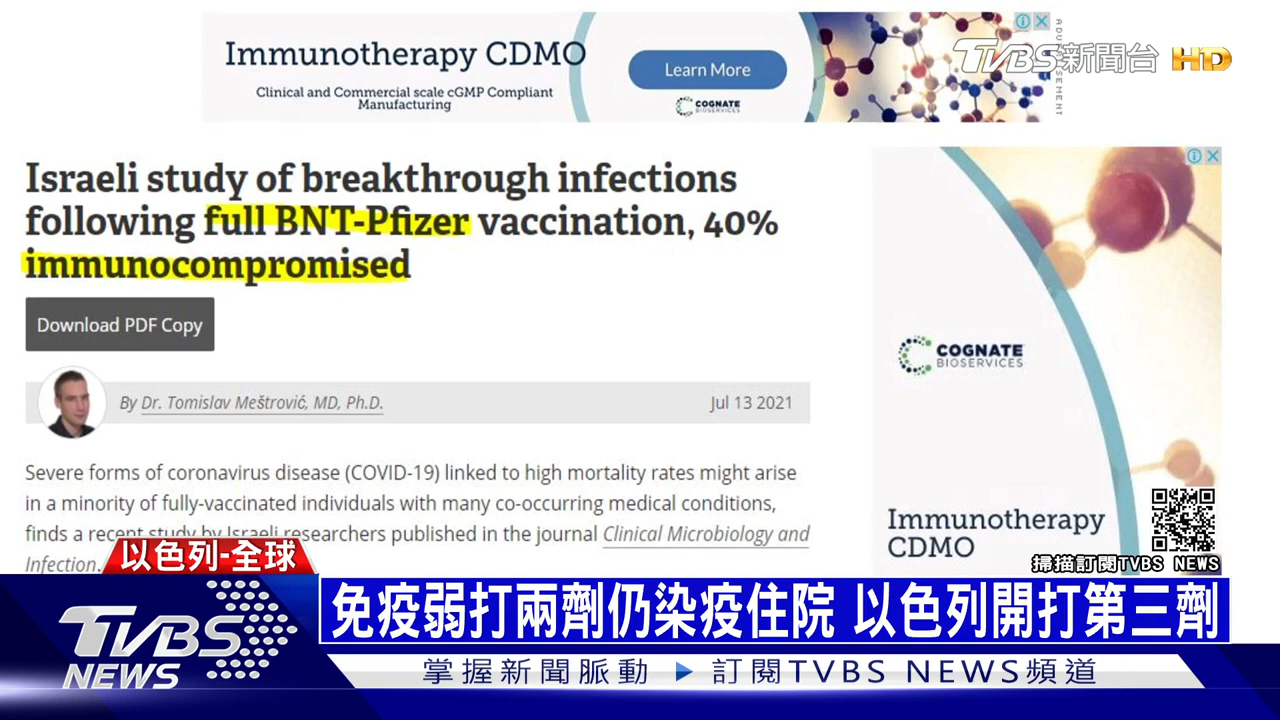 Immunotherapy CDMO
Clinical and Commercial scale cGMP Compliant
Manufacturing
Learn More
COGNATE
BIOSERVICES
ADVERTISEMENT
TVBS新聞台 HD
Israeli study of breakthrough infections
following full BNT-Pfizer vaccination, 40%
immunocompromised
Download PDF Copy
By Dr. Tomislav Meštrović, MD, Ph.D.
Jul 13 2021
Severe forms of coronavirus disease (COVID-19) linked to high mortality rates might arise
in a minority of fully-vaccinated individuals with many co-occurring medical conditions,
finds a recent study by Israeli researchers published in the journal Clinical Microbiology and
Infection.
COGNATE
BIOSERVICES
Immunotherapy
CDMO
掃描訂閱TVBS NEWS
以色列-全球
免疫弱打兩劑仍染疫住院 以色列開打第三劑
TVBS
NEWS
掌握新聞脈動 ▶ 訂閱TVBS NEWS頻道